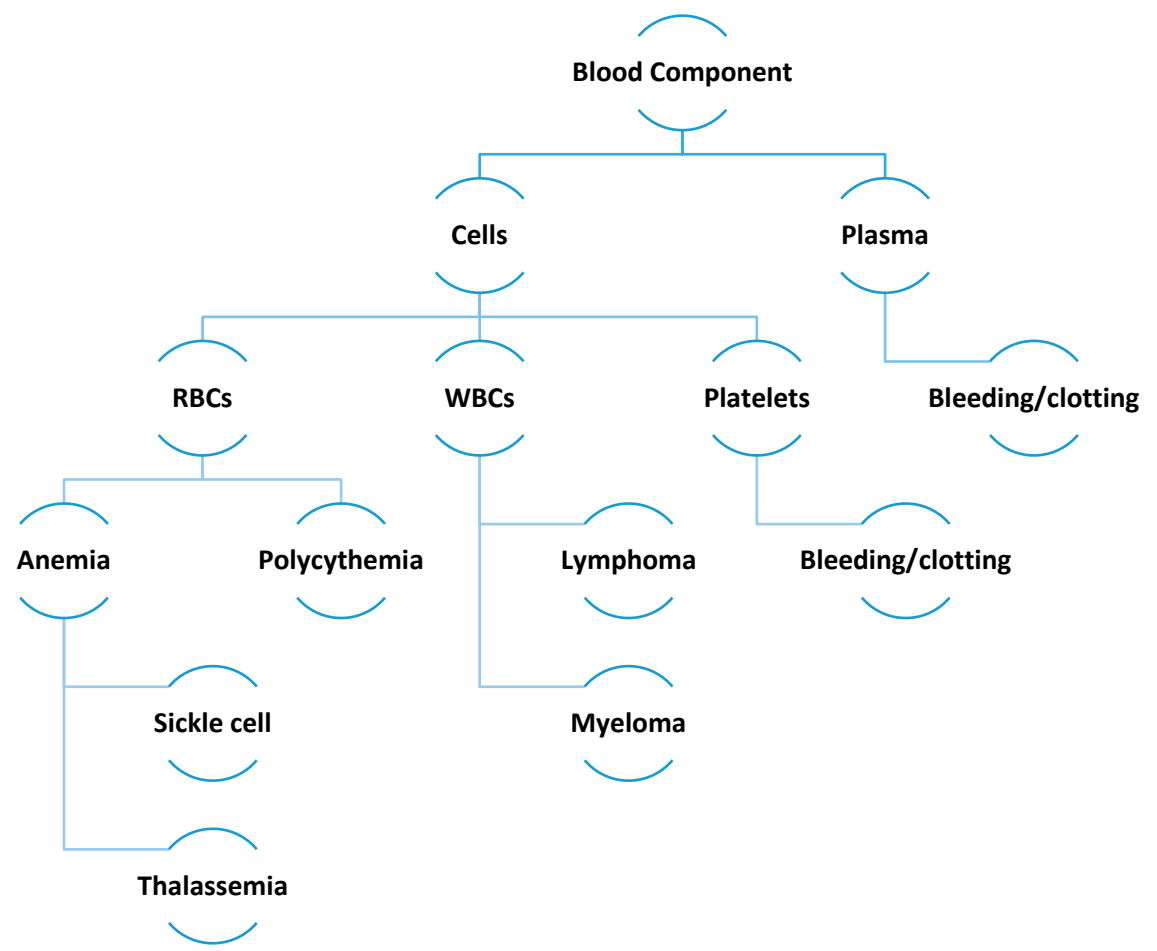 Blood Component
Cells
Plasma
RBCs
WBCs
Platelets
Bleeding/clotting
Anemia
Polycythemia
Lymphoma
Bleeding/clotting
Sickle cell
Myeloma
Thalassemia